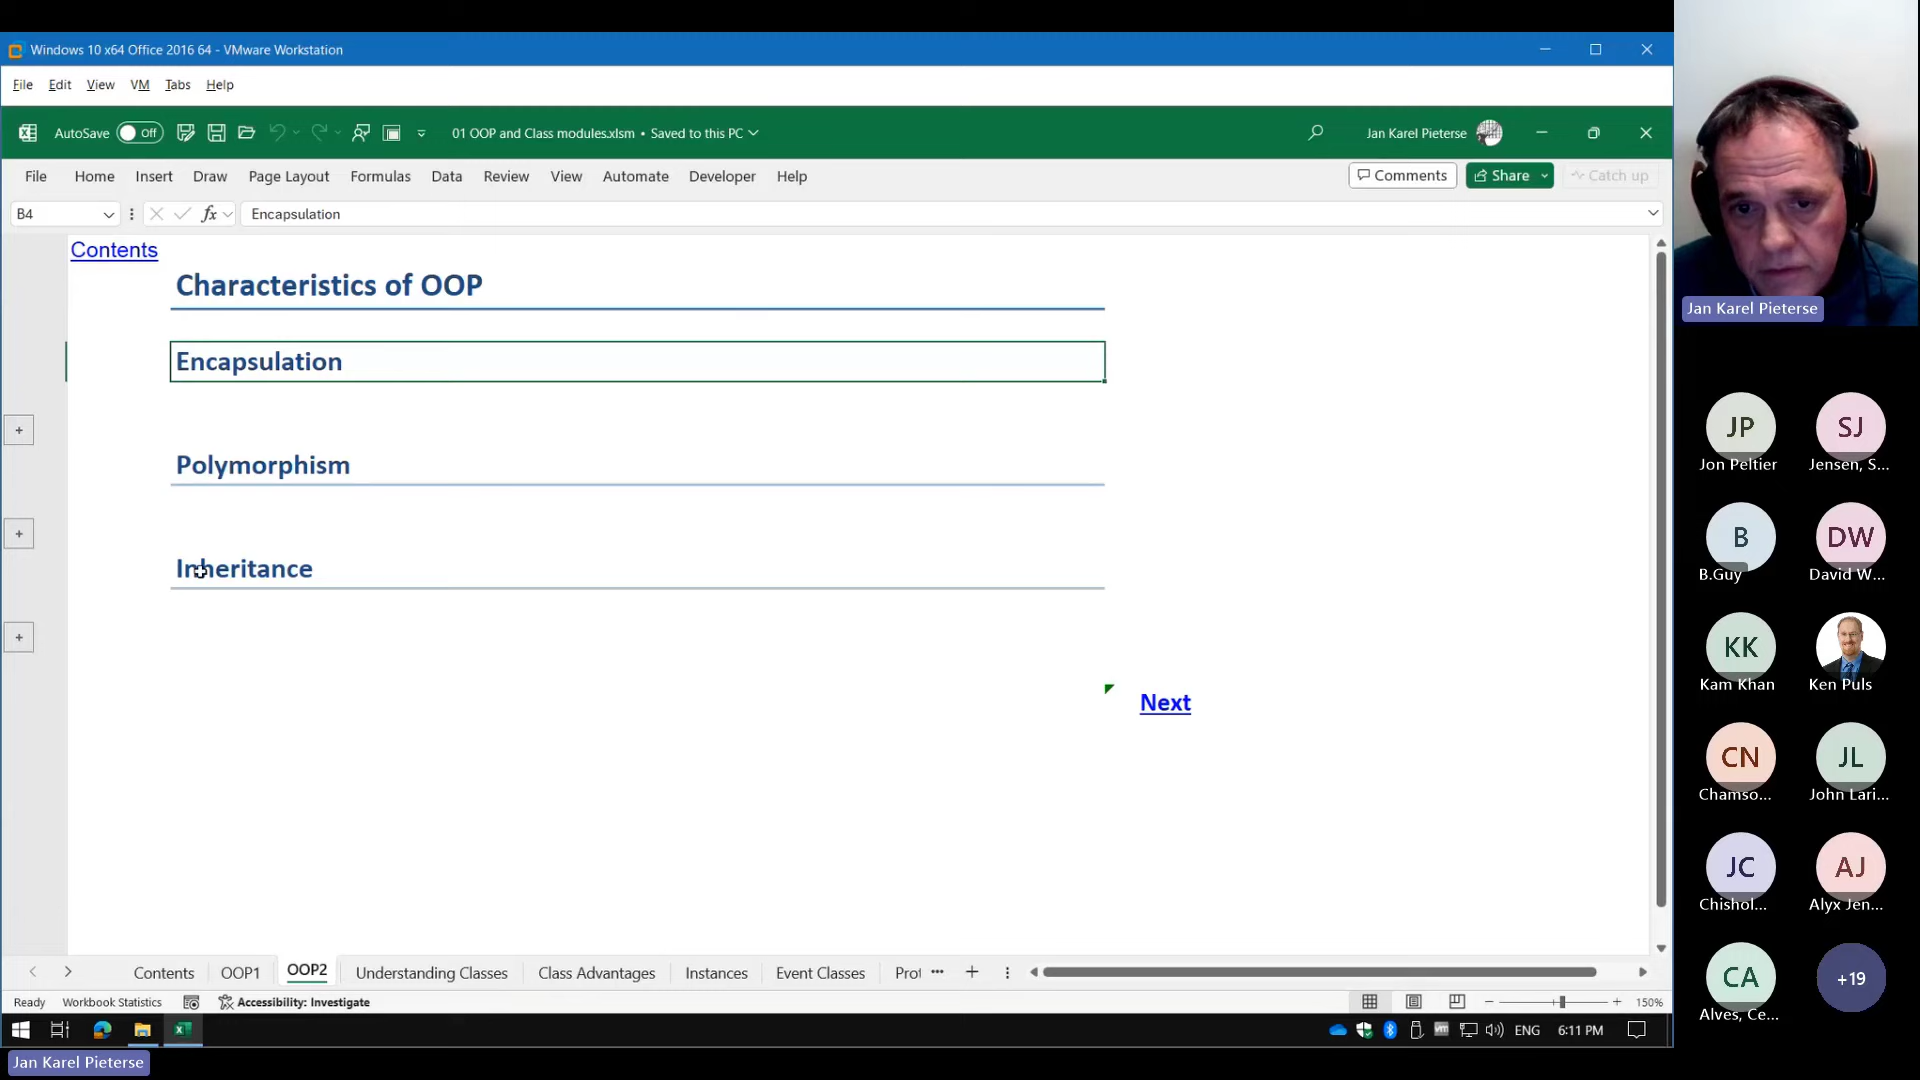 Windows 10 x64 Office 2016 64 - VMware Workstation
File Edit View VM Tabs Help
AutoSave Off 01 OOP and Class modules.xlsm • Saved to this PC Jan Karel Pieterse
File Home Insert Draw Page Layout Formulas Data Review View Automate Developer Help Comments Share Catch up
B4 fx Encapsulation
Contents
Characteristics of OOP
Encapsulation
Polymorphism
Inheritance
Next
Contents OOP1 OOP2 Understanding Classes Class Advantages Instances Event Classes Prot
Ready Workbook Statistics Accessibility: Investigate 150%
ENG 6:11 PM
Jan Karel Pieterse
Jan Karel Pieterse
JP SJ
Jon Peltier Jensen, S...
B DW
B.Guy David W...
KK
Kam Khan Ken Puls
CN JL
Chamso... John Lari...
JC AJ
Chishol... Alyx Jen...
CA +19
Alves, Ce...